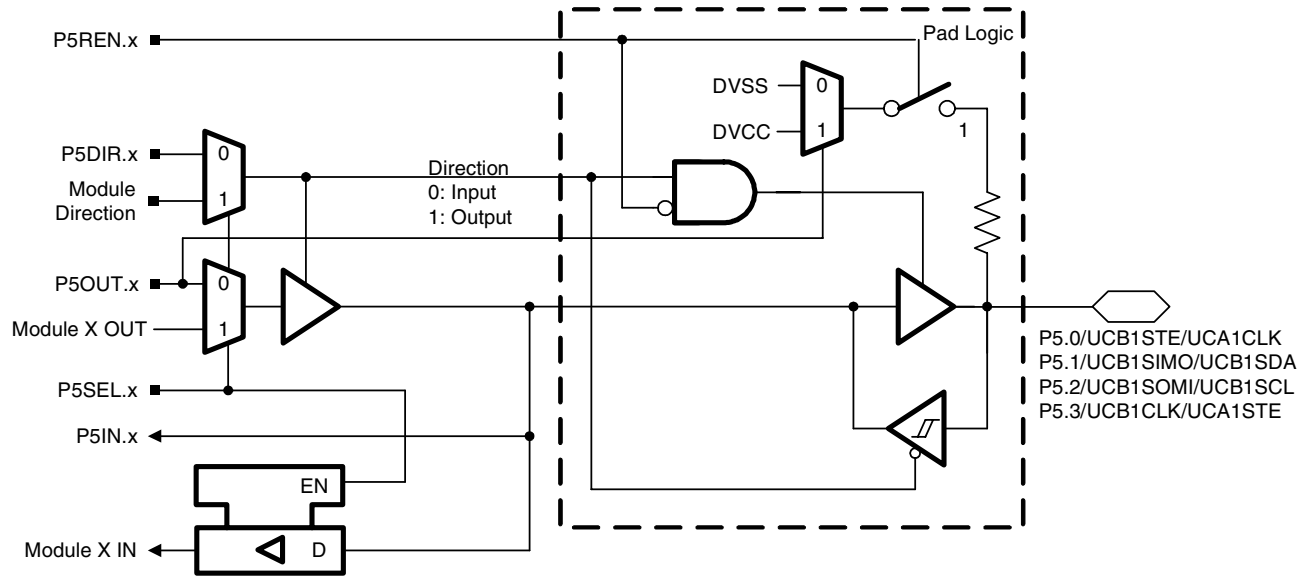 P5REN.x
Pad Logic
DVSS
0
DVCC
1
1
P5DIR.x
0
Module
Direction
1
Direction
0: Input
1: Output
P5OUT.x
0
Module X OUT
1
P5.0/UCB1STE/UCA1CLK
P5.1/UCB1SIMO/UCB1SDA
P5.2/UCB1SOMI/UCB1SCL
P5.3/UCB1CLK/UCA1STE
P5SEL.x
P5IN.x
EN
Module X IN
D